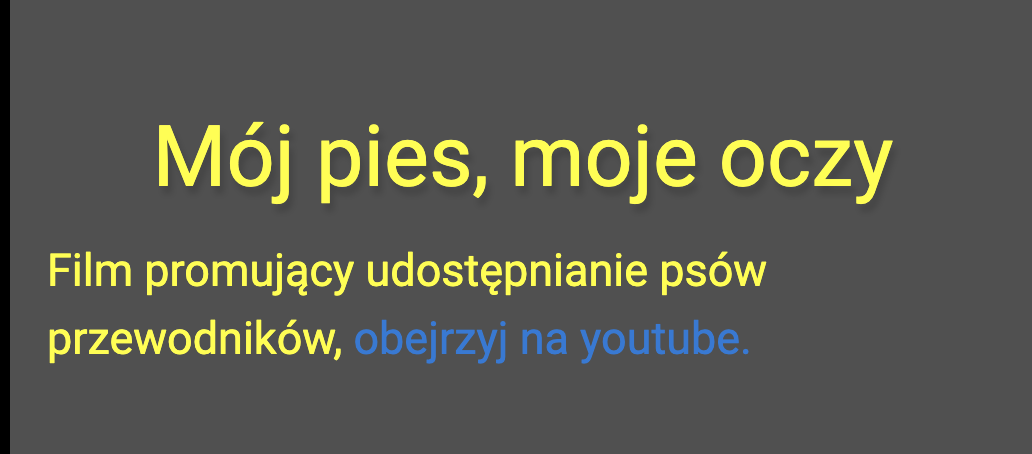 Mój pies, moje oczy
Film promujący udostępnianie psów
przewodników, obejrzyj na youtube.